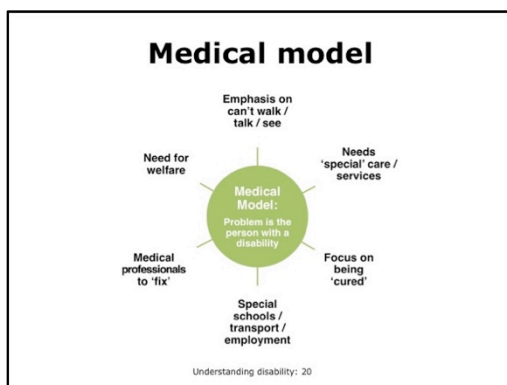 Medical model
Emphasis on
can't walk /
talk / see
Need for
welfare
Needs
'special' care /
services
Medical
Model:
Problem is the
person with a
disability
Medical
professionals
to 'fix'
Focus on
being
'cured'
Special
schools /
transport /
employment
Understanding disability: 20